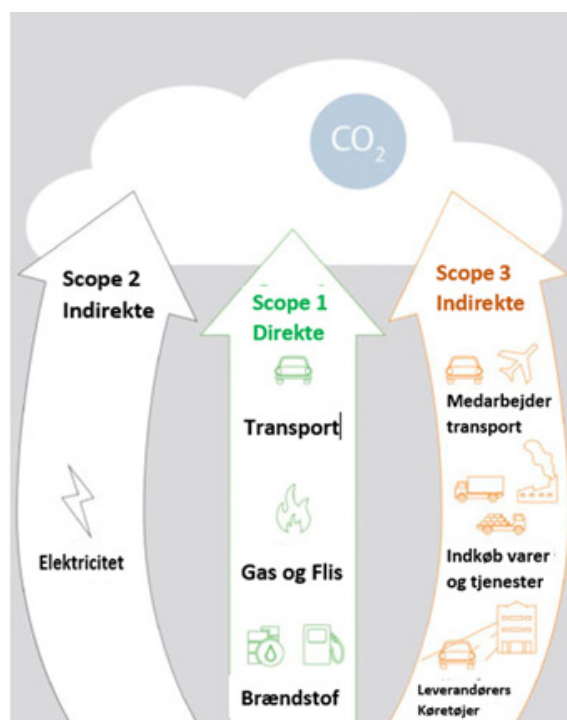 CO2
Scope 2
Indirekte
Elektricitet
Scope 1
Direkte
Transport
Gas og Flis
Brændstof
Scope 3
Indirekte
Medarbejder
transport
Indkøb varer
og tjenester
Leverandørers
Køretøjer